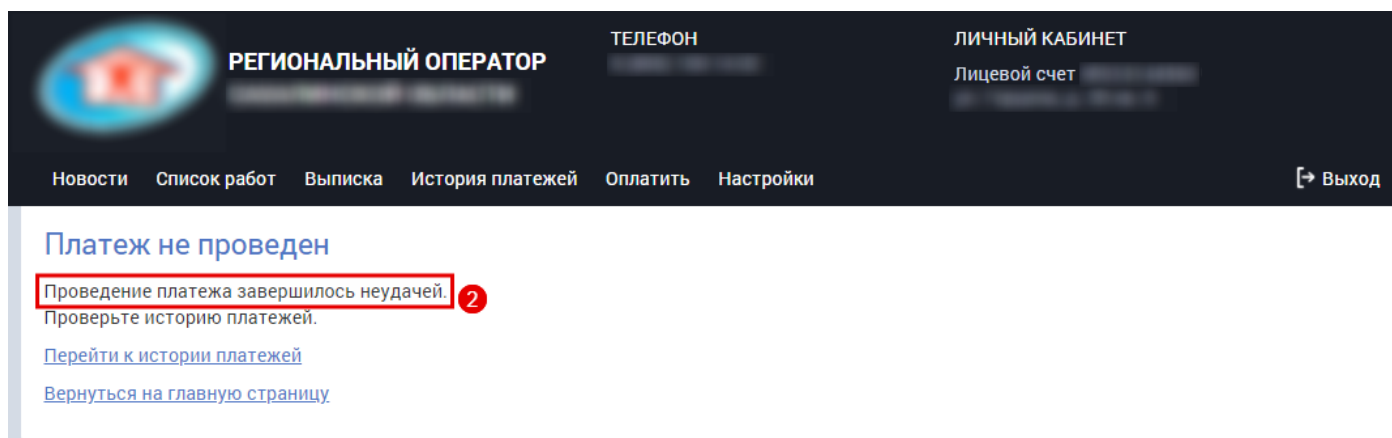 РЕГИОНАЛЬНЫЙ ОПЕРАТОР
ТЕЛЕФОН
ЛИЧНЫЙ КАБИНЕТ
Лицевой счет
Новости Список работ Выписка История платежей Оплатить Настройки Выход
Платеж не проведен
Проведение платежа завершилось неудачей. 2
Проверьте историю платежей.
Перейти к истории платежей
Вернуться на главную страницу